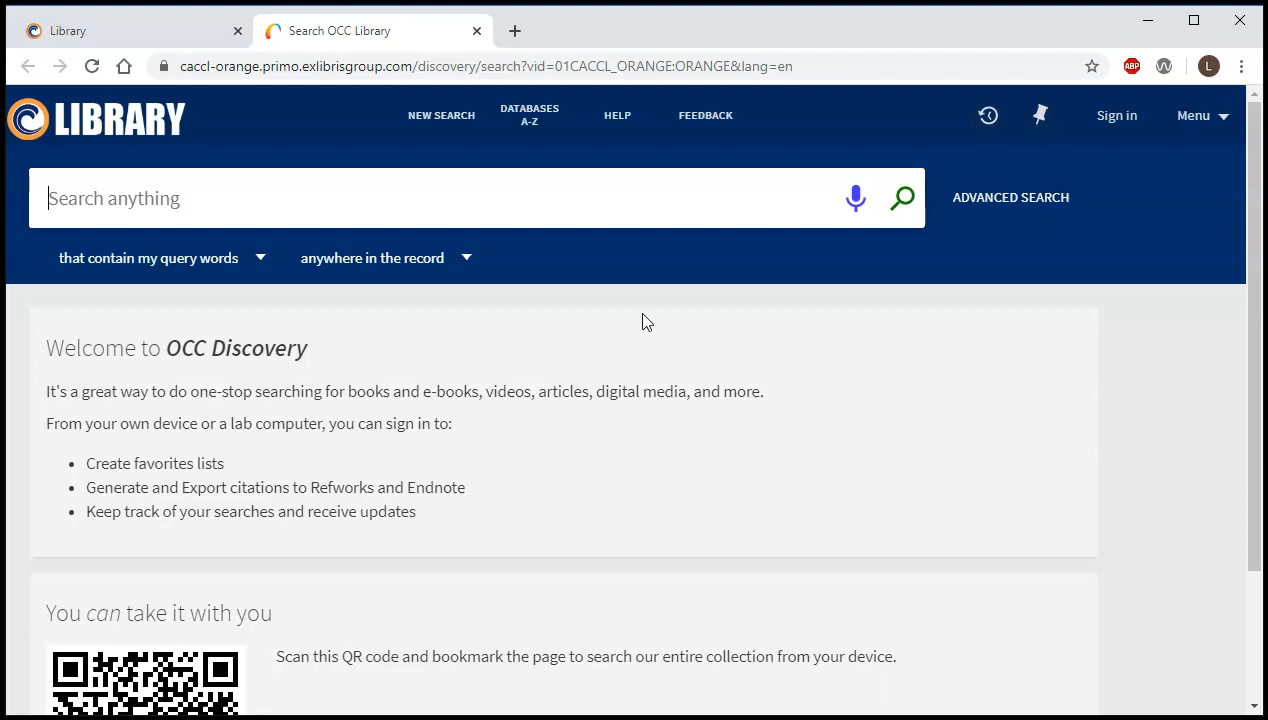 Library
Search OCC Library
caccl-orange.primo.exlibrisgroup.com/discovery/search?vid=01CACCL_ORANGE:ORANGE&lang=en
ABP
L
LIBRARY
NEW SEARCH
DATABASES
A-Z
HELP
FEEDBACK
Sign in
Menu
Search anything
ADVANCED SEARCH
that contain my query words
anywhere in the record
Welcome to OCC Discovery
It's a great way to do one-stop searching for books and e-books, videos, articles, digital media, and more.
From your own device or a lab computer, you can sign in to:
• Create favorites lists
• Generate and Export citations to Refworks and Endnote
• Keep track of your searches and receive updates
You can take it with you
Scan this QR code and bookmark the page to search our entire collection from your device.